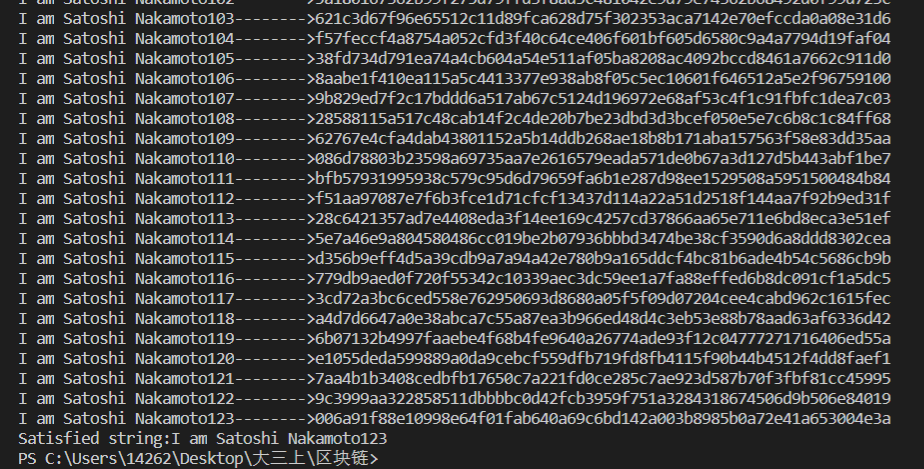 I am Satoshi Nakamoto103-------->621c3d67f96e65512c11d89fca628d75f302353aca7142e70efccda0a08e31d6
I am Satoshi Nakamoto104-------->f57feccf4a8754a052cfd3f40c64ce406f601bf605d6580c9a4a7794d19faf04
I am Satoshi Nakamoto105-------->38fd734d791ea74a4cb604a54e511af05ba8208ac4092bccd8461a7662c911d0
I am Satoshi Nakamoto106-------->8aabe1f410ea115a5c4413377e938ab8f05c5ec10601f646512a5e2f96759100
I am Satoshi Nakamoto107-------->9b829ed7f2c17bddd6a517ab67c5124d196972e68af53c4f1c91fbfc1dea7c03
I am Satoshi Nakamoto108-------->28588115a517c48cab14f2c4de20b7be23dbd3d3bcef050e5e7c6b8c1c84ff68
I am Satoshi Nakamoto109-------->62767e4cfa4dab43801152a5b14ddb268ae18b8b171aba157563f58e83dd35aa
I am Satoshi Nakamoto110-------->086d78803b23598a69735aa7e2616579eada571de0b67a3d127d5b443abf1be7
I am Satoshi Nakamoto111-------->bfb57931995938c579c95d6d79659fa6b1e287d98ee1529508a5951500484b84
I am Satoshi Nakamoto112-------->f51aa97087e7f6b3fce1d71cfcf13437d114a22a51d2518f144aa7f92b9ed31f
I am Satoshi Nakamoto113-------->28c6421357ad7e4408eda3f14ee169c4257cd37866aa65e711e6bd8eca3e51ef
I am Satoshi Nakamoto114-------->5e7a46e9a804580486cc019be2b07936bbbd3474be38cf3590d6a8ddd8302cea
I am Satoshi Nakamoto115-------->d356b9eff4d5a39cdb9a7a94a42e780b9a165ddcf4bc81b6ade4b54c5686cb9b
I am Satoshi Nakamoto116-------->779db9aed0f720f55342c10339aec3dc59ee1a7fa88effed6b8dc091cf1a5dc5
I am Satoshi Nakamoto117-------->3cd72a3bc6ced558e762950693d8680a05f5f09d07204cee4cabd962c1615fec
I am Satoshi Nakamoto118-------->a4d7d6647a0e38abca7c55a87ea3b966ed48d4c3eb53e88b78aad63af6336d42
I am Satoshi Nakamoto119-------->6b07132b4997faaebe4f68b4fe9640a26774ade93f12c0477727171640​6ed55a
I am Satoshi Nakamoto120-------->e1055deda599889a0da9cebcf559dfb719fd8fb4115f90b44b4512f4dd8faef1
I am Satoshi Nakamoto121-------->7aa4b1b3408cedbfb17650c7a221fd0ce285c7ae923d587b70f3fbf81cc45995
I am Satoshi Nakamoto122-------->9c3999aa322858511dbbbbc0d42fcb3959f751a3284318674506d9b506e84019
I am Satoshi Nakamoto123-------->006a91f88e10998e64f01fab640a69c6bd142a003b8985b0a72e41a653004e3a
Satisfied string:I am Satoshi Nakamoto123
PS C:\Users\14262\Desktop\大三上\区块链>